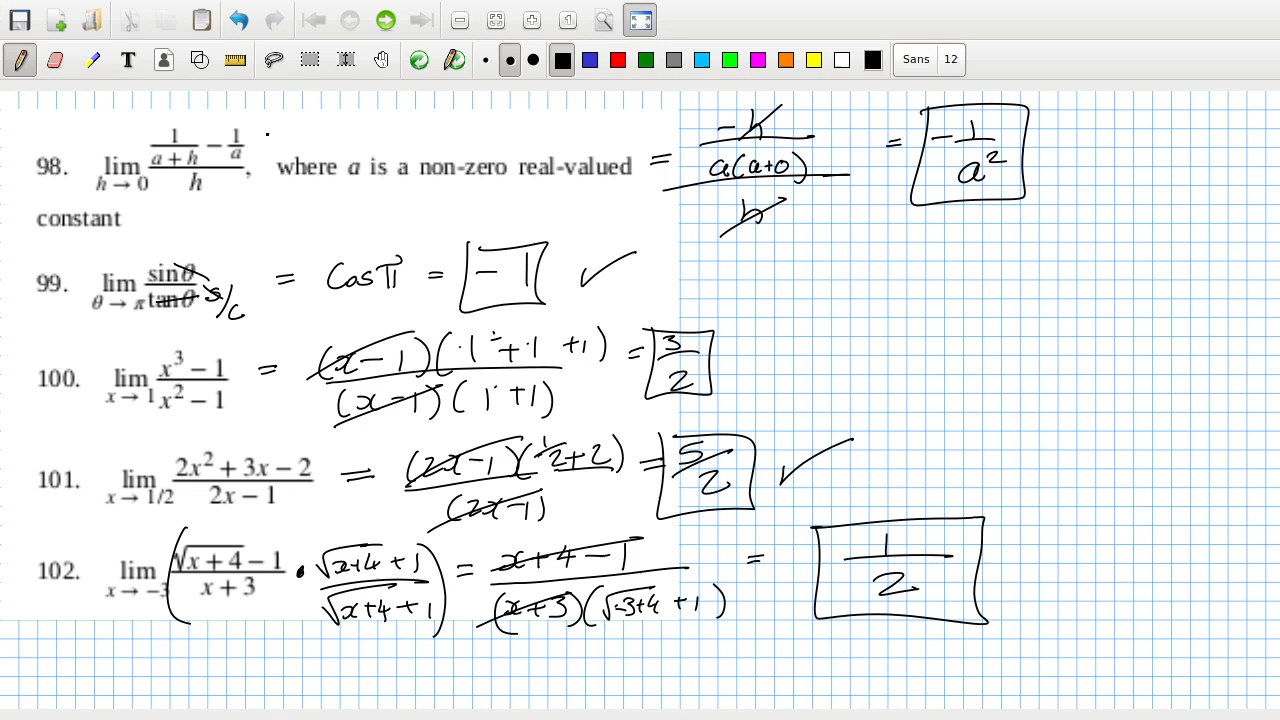 Sans 12
98. lim h → 0 (1/(a + h) − 1/a)/h, where a is a non-zero real-valued = (−h/(a(a+0)))/h = −1/a²
constant
99. lim θ → π sinθ/tanθ s/c = cos π = −1 ✓
100. lim x → 1 (x³ − 1)/(x² − 1) = (x−1)(1²+1+1)/((x−1)(1+1)) = 3/2
101. lim x → 1/2 (2x² + 3x − 2)/(2x − 1) = (2x−1)(1/2+2)/(2x−1) = 5/2 ✓
102. lim x → −3 ((√(x + 4) − 1)/(x + 3) • (√(x+4) + 1)/(√(x+4) + 1)) = (x+4−1)/((x+3)(√(−3+4) + 1)) = 1/2